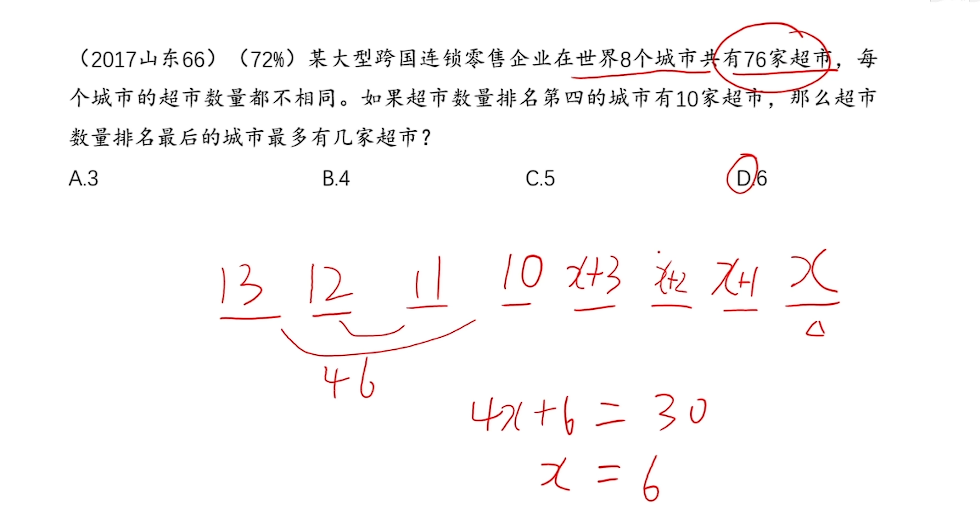 （2017山东66）（72%）某大型跨国连锁零售企业在世界8个城市共有76家超市，每
个城市的超市数量都不相同。如果超市数量排名第四的城市有10家超市，那么超市
数量排名最后的城市最多有几家超市？
A.3 B.4 C.5 D.6
13 12 11 10 x+3 x+2 x+1 x
46
4x+6=30
x=6